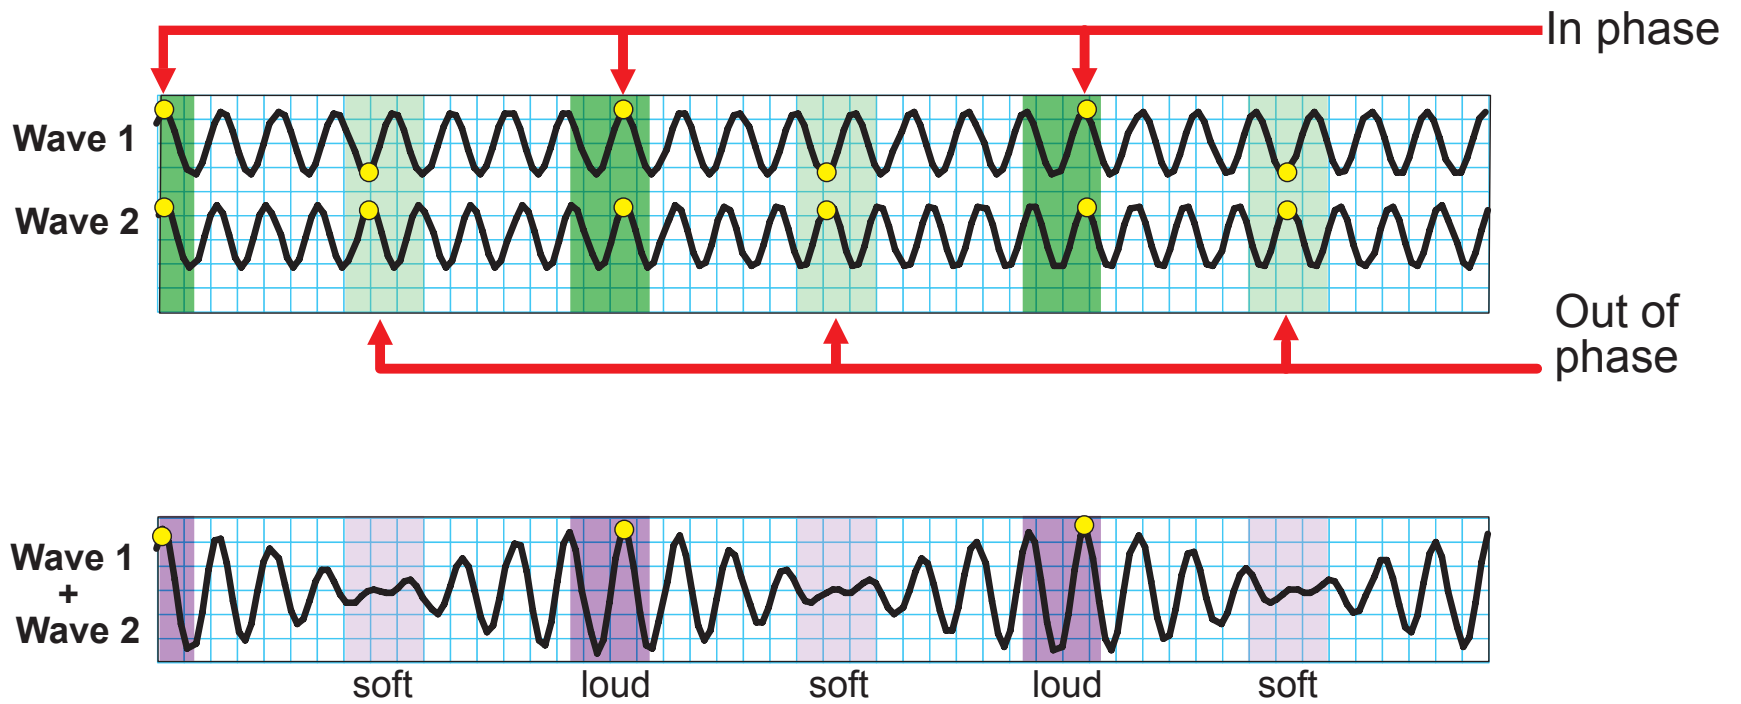 In phase
Wave 1
Wave 2
Out of
phase
Wave 1
+
Wave 2
soft loud soft loud soft